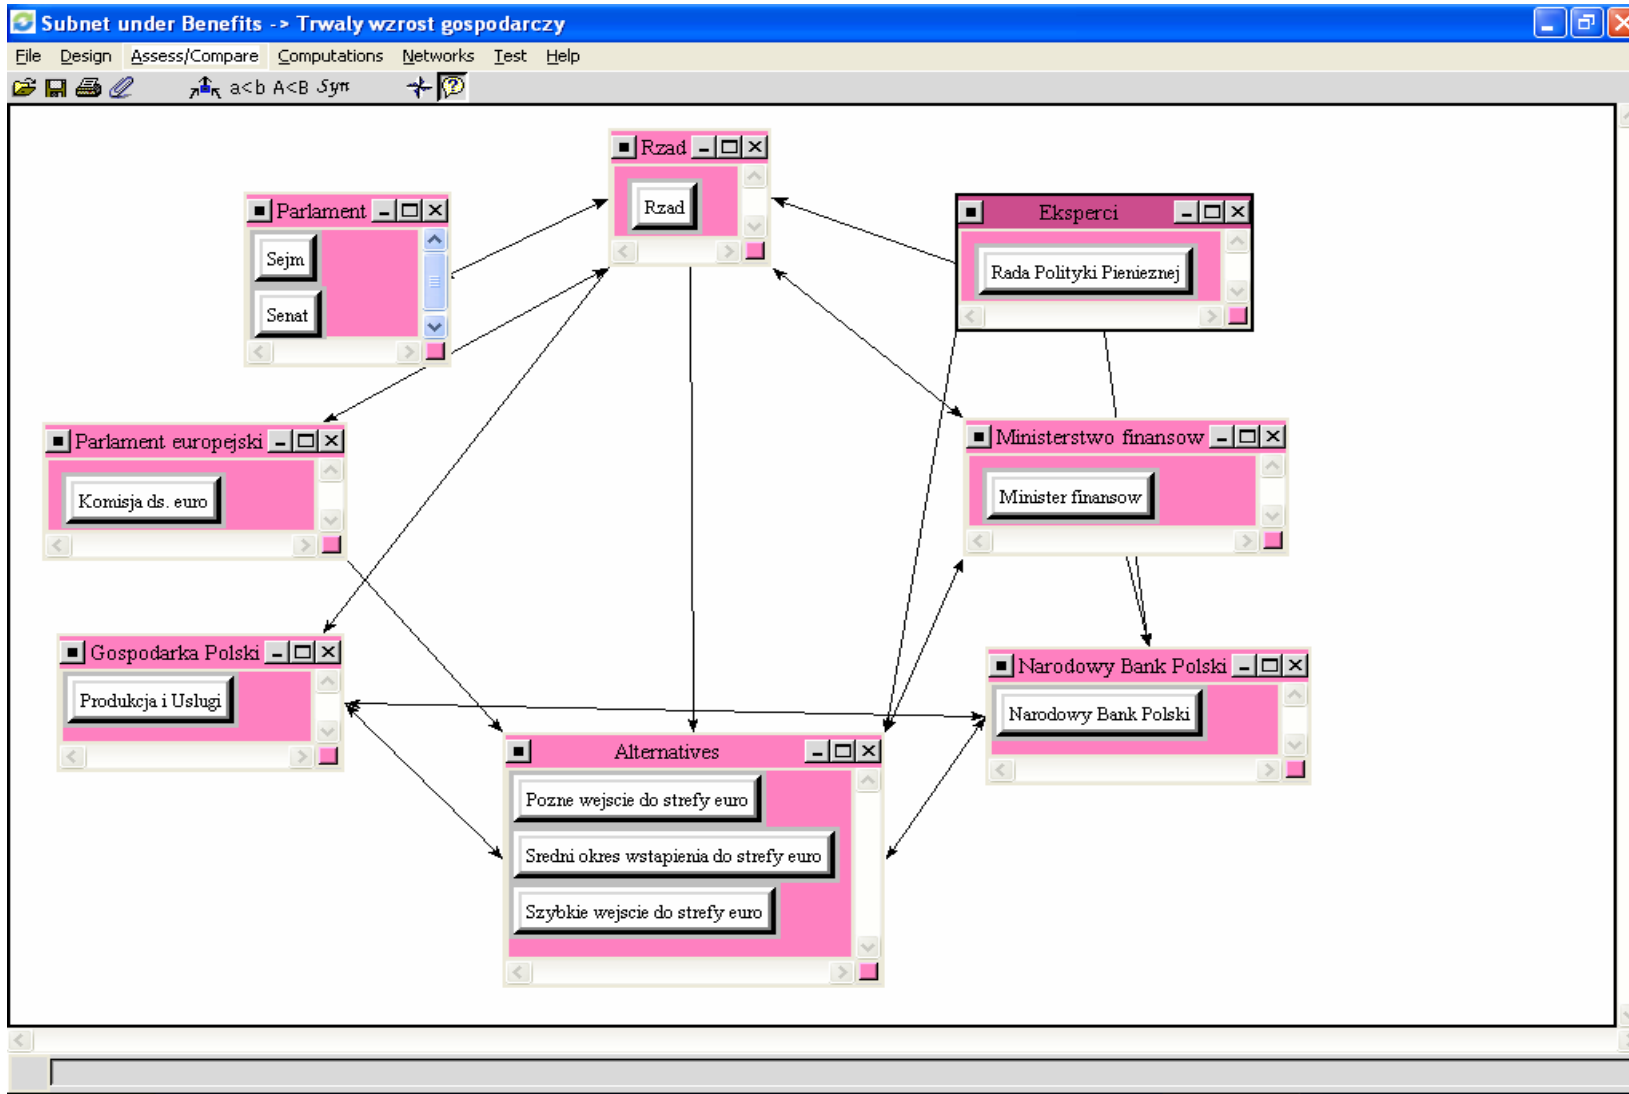 Subnet under Benefits -> Trwaly wzrost gospodarczy
File Design Assess/Compare Computations Networks Test Help
a<b A<B Syn
Rzad
Rzad
Parlament
Sejm
Senat
Eksperci
Rada Polityki Pienieznej
Parlament europejski
Komisja ds. euro
Ministerstwo finansow
Minister finansow
Gospodarka Polski
Produkcja i Uslugi
Narodowy Bank Polski
Narodowy Bank Polski
Alternatives
Pozne wejscie do strefy euro
Sredni okres wstapienia do strefy euro
Szybkie wejscie do strefy euro